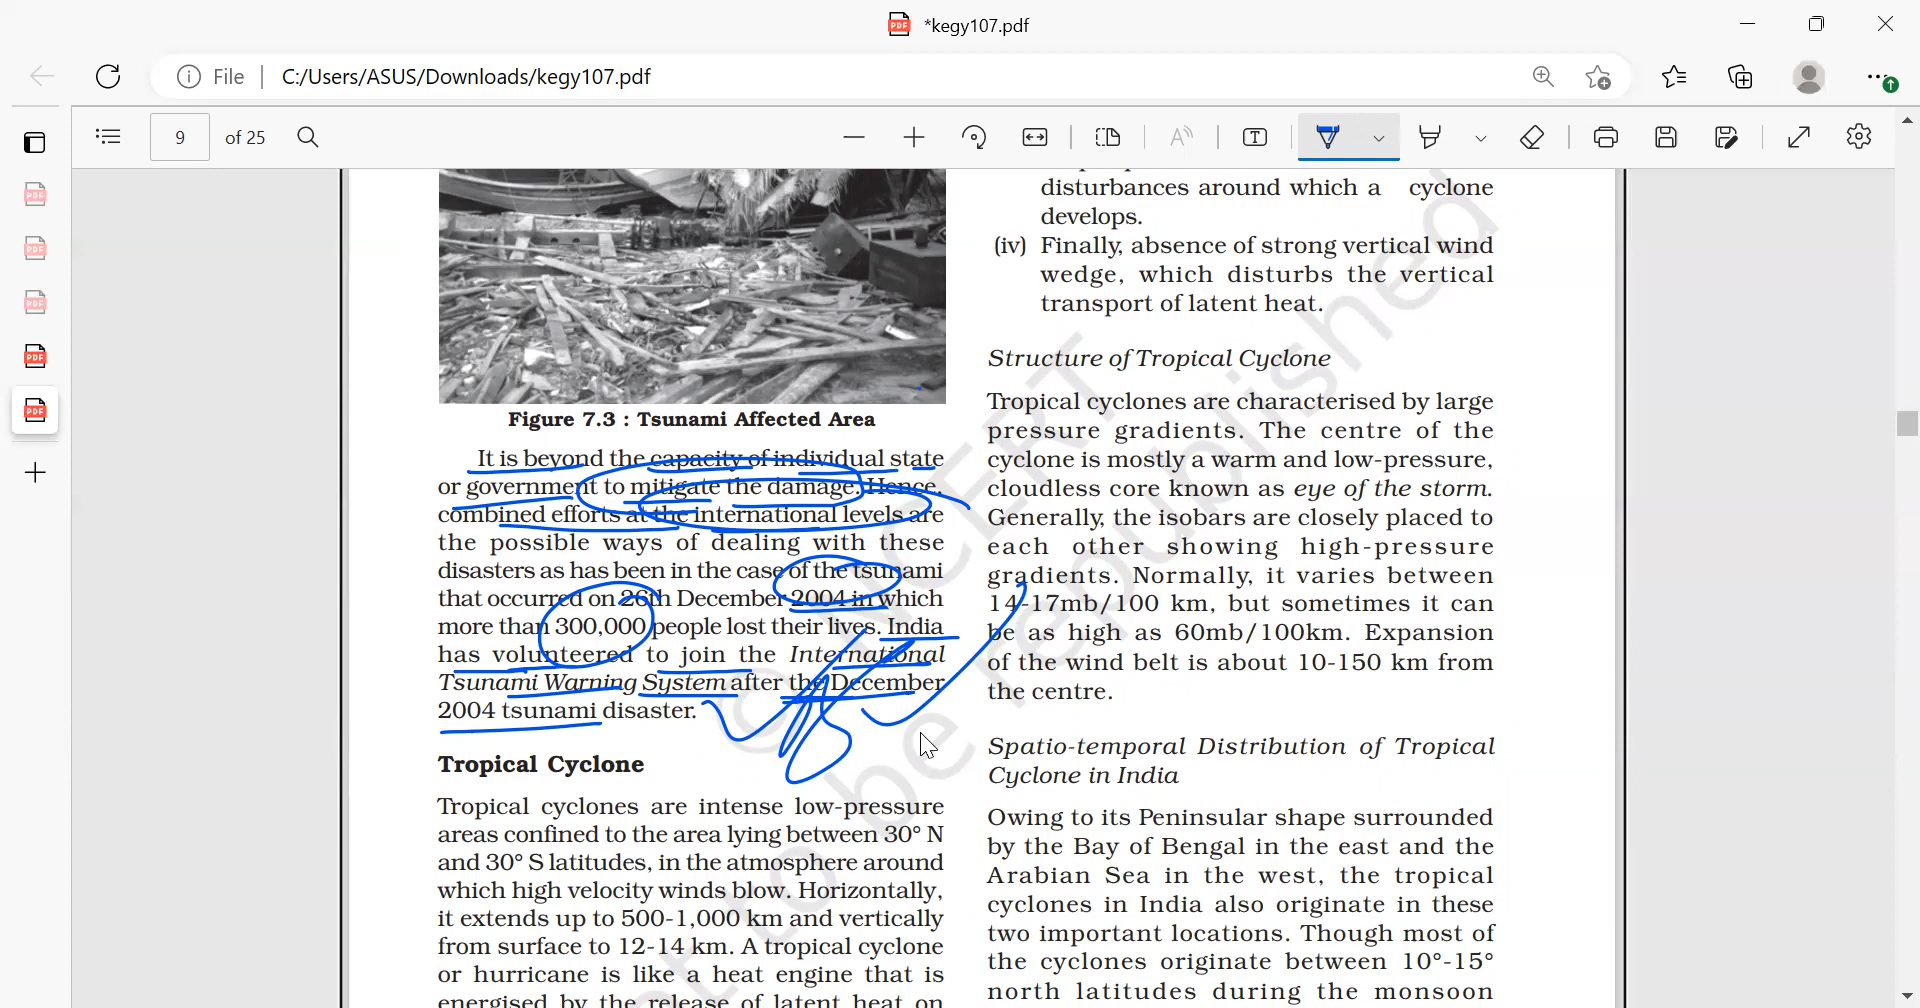 *kegy107.pdf
File
C:/Users/ASUS/Downloads/kegy107.pdf
9 of 25
Figure 7.3 : Tsunami Affected Area
It is beyond the capacity of individual state
or government to mitigate the damage. Hence,
combined efforts at the international levels are
the possible ways of dealing with these
disasters as has been in the case of the tsunami
that occurred on 26th December 2004 in which
more than 300,000 people lost their lives. India
has volunteered to join the International
Tsunami Warning System after the December
2004 tsunami disaster.
Tropical Cyclone
Tropical cyclones are intense low-pressure
areas confined to the area lying between 30° N
and 30° S latitudes, in the atmosphere around
which high velocity winds blow. Horizontally,
it extends up to 500-1,000 km and vertically
from surface to 12-14 km. A tropical cyclone
or hurricane is like a heat engine that is
energised by the release of latent heat on
disturbances around which a cyclone
develops.
(iv) Finally, absence of strong vertical wind
wedge, which disturbs the vertical
transport of latent heat.
Structure of Tropical Cyclone
Tropical cyclones are characterised by large
pressure gradients. The centre of the
cyclone is mostly a warm and low-pressure,
cloudless core known as eye of the storm.
Generally, the isobars are closely placed to
each other showing high-pressure
gradients. Normally, it varies between
14-17mb/100 km, but sometimes it can
be as high as 60mb/100km. Expansion
of the wind belt is about 10-150 km from
the centre.
Spatio-temporal Distribution of Tropical
Cyclone in India
Owing to its Peninsular shape surrounded
by the Bay of Bengal in the east and the
Arabian Sea in the west, the tropical
cyclones in India also originate in these
two important locations. Though most of
the cyclones originate between 10°-15°
north latitudes during the monsoon
© NCERT
not to be republished